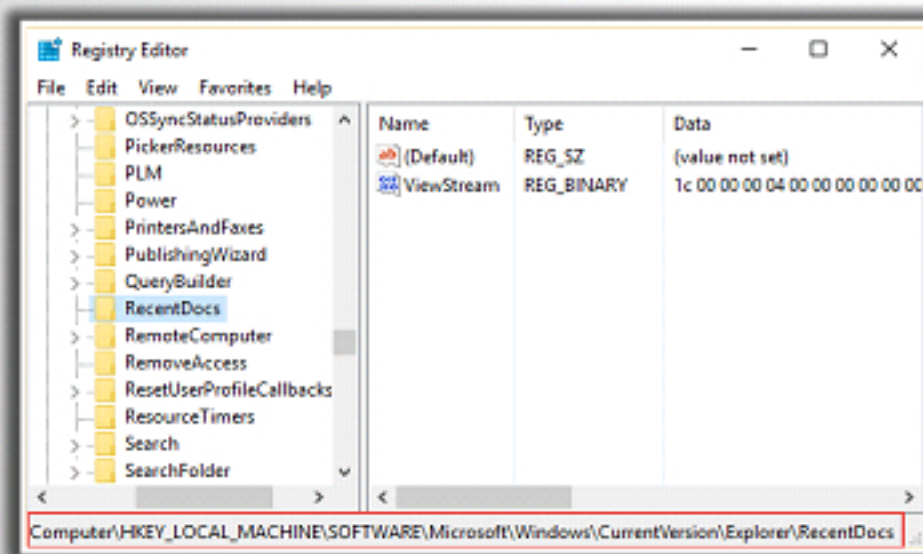 Registry Editor
File Edit View Favorites Help
OSSyncStatusProviders
PickerResources
PLM
Power
PrintersAndFaxes
PublishingWizard
QueryBuilder
RecentDocs
RemoteComputer
RemoveAccess
ResetUserProfileCallbacks
ResourceTimers
Search
SearchFolder
Name Type Data
(Default) REG_SZ (value not set)
ViewStream REG_BINARY 1c 00 00 00 04 00 00 00 00 00 00
Computer\HKEY_LOCAL_MACHINE\SOFTWARE\Microsoft\Windows\CurrentVersion\Explorer\RecentDocs